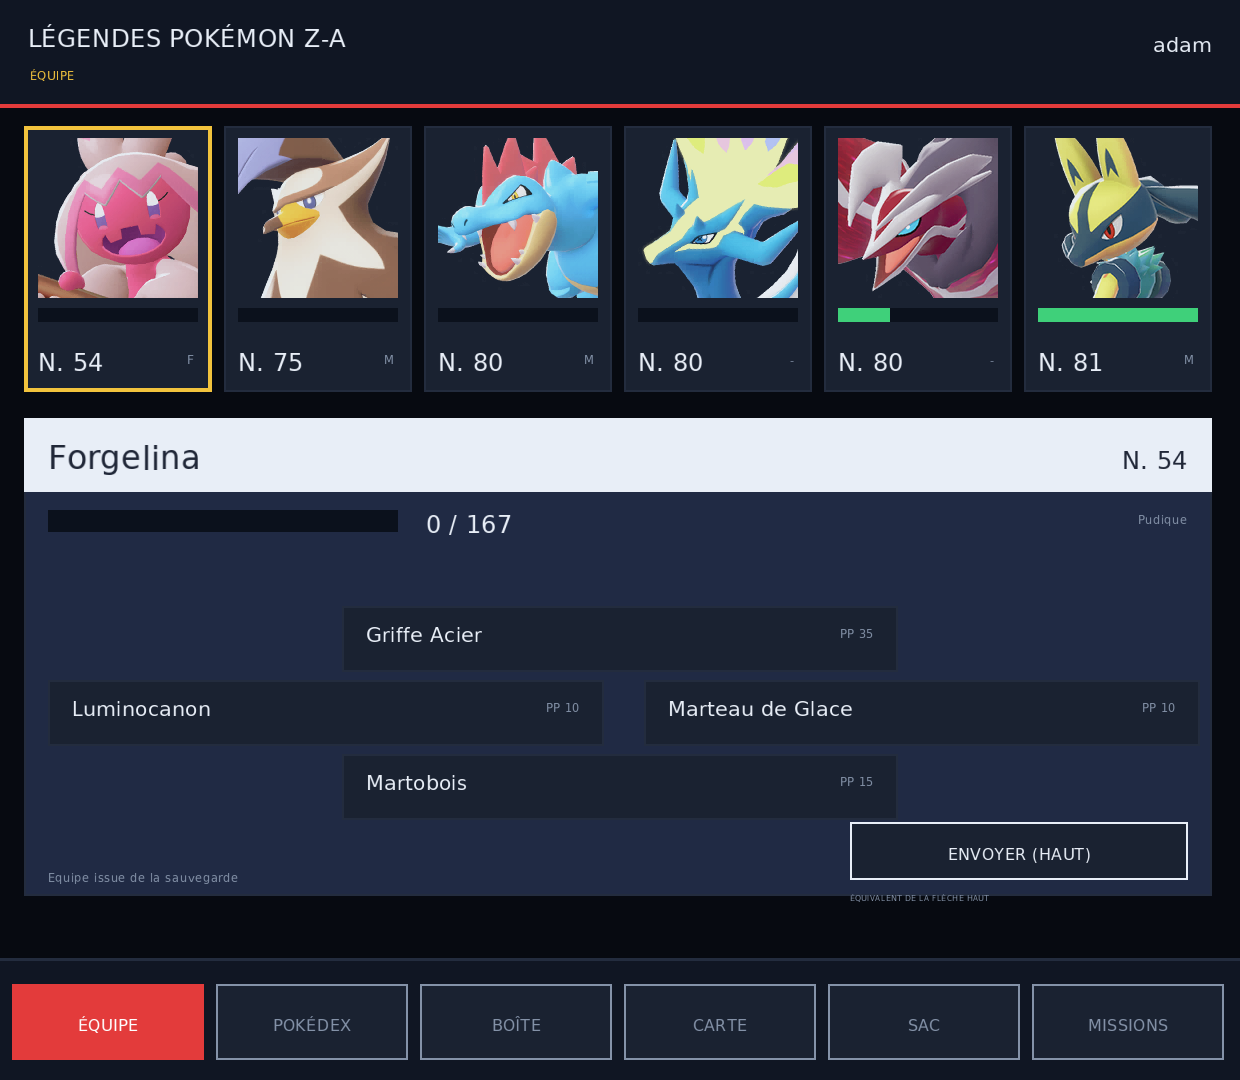 LÉGENDES POKÉMON Z-A
adam
ÉQUIPE
N. 54 F
N. 75 M
N. 80 M
N. 80 -
N. 80 -
N. 81 M
Forgelina
N. 54
0 / 167
Pudique
Griffe Acier PP 35
Luminocanon PP 10
Marteau de Glace PP 10
Martobois PP 15
ENVOYER (HAUT)
Equipe issue de la sauvegarde
ÉQUIVALENT DE LA FLÈCHE HAUT
ÉQUIPE
POKÉDEX
BOÎTE
CARTE
SAC
MISSIONS